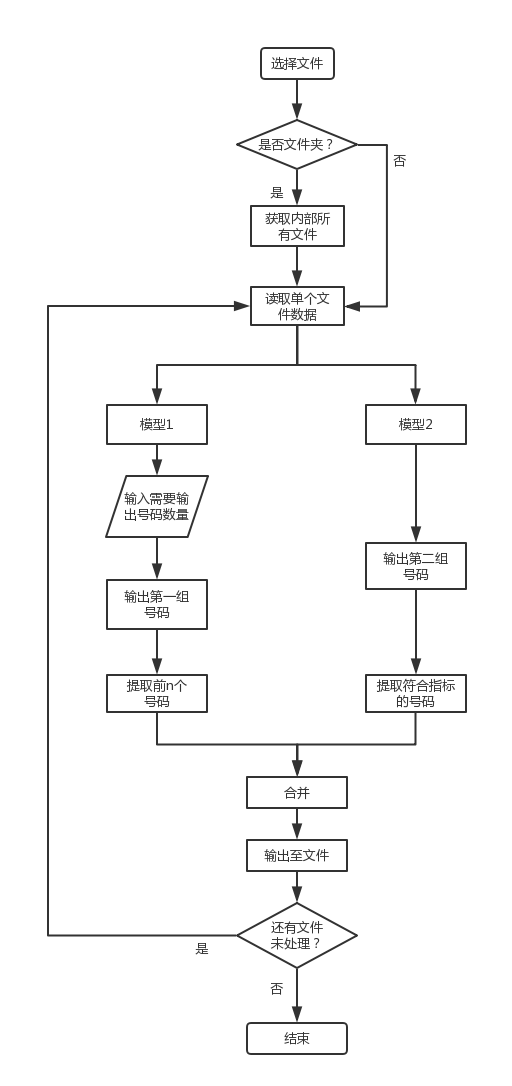 选择文件
是否文件夹？
否
是
获取内部所
有文件
读取单个文
件数据
模型1
模型2
输入需要输
出号码数量
输出第二组
号码
输出第一组
号码
提取前n个
号码
提取符合指标
的号码
合并
输出至文件
还有文件
未处理？
是
否
结束